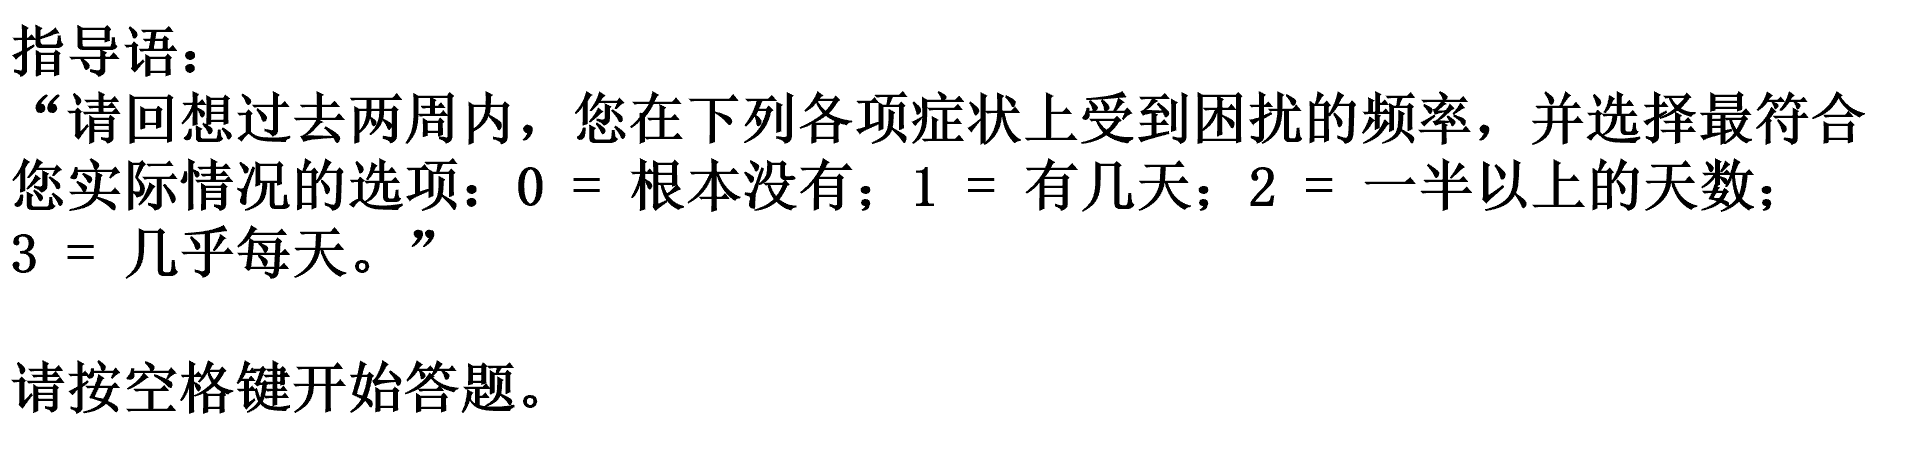 指导语：
“请回想过去两周内，您在下列各项症状上受到困扰的频率，并选择最符合
您实际情况的选项：0 = 根本没有；1 = 有几天；2 = 一半以上的天数；
3 = 几乎每天。”
请按空格键开始答题。